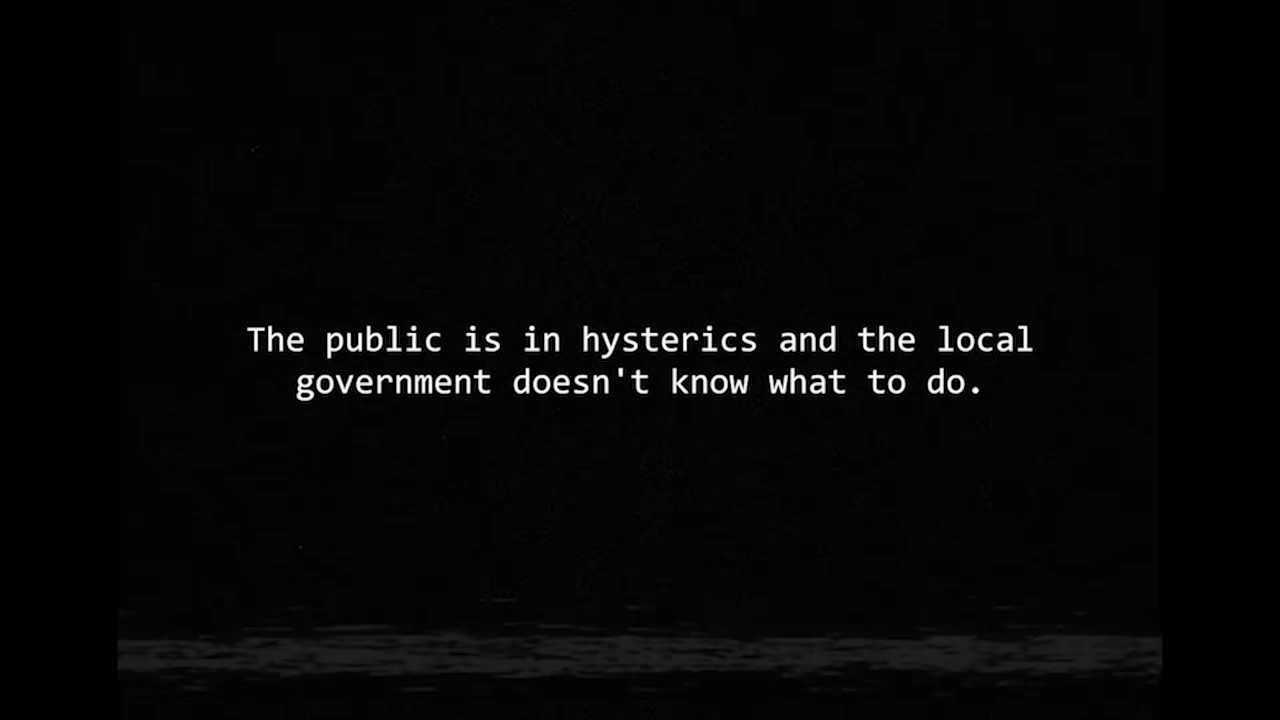 The public is in hysterics and the local
government doesn't know what to do.